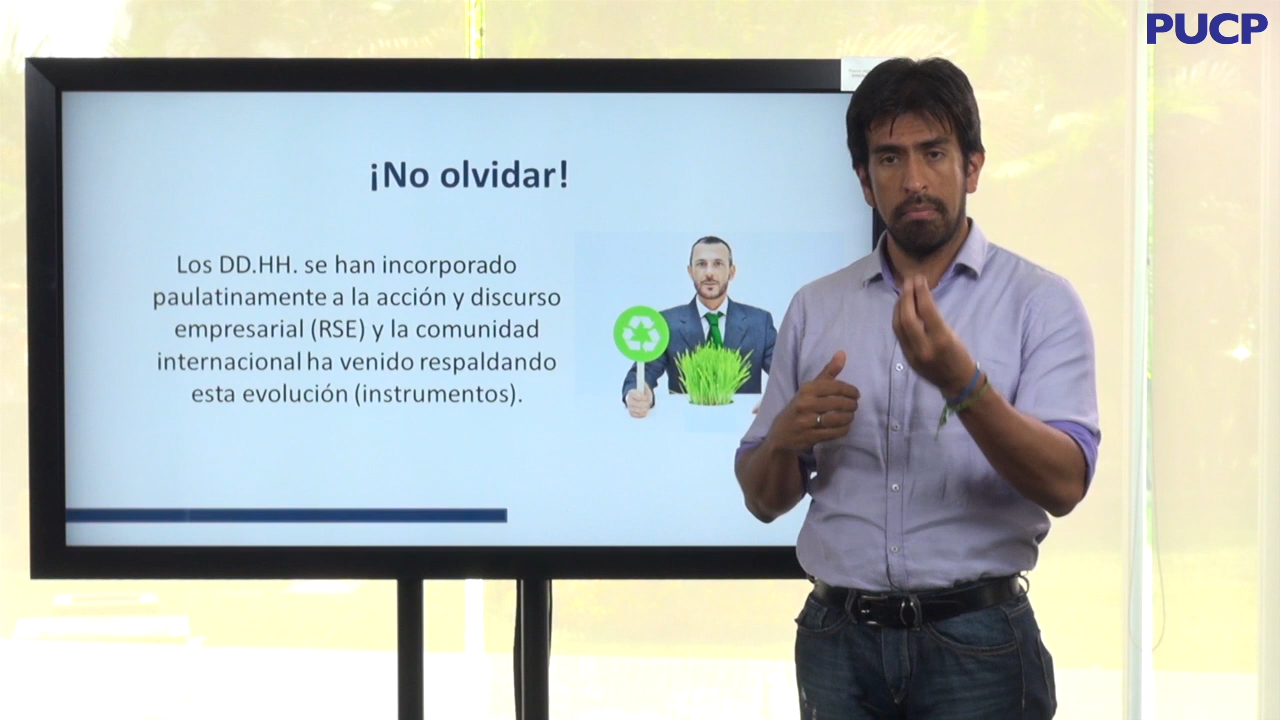 PUCP
¡No olvidar!
Los DD.HH. se han incorporado
paulatinamente a la acción y discurso
empresarial (RSE) y la comunidad
internacional ha venido respaldando
esta evolución (instrumentos).